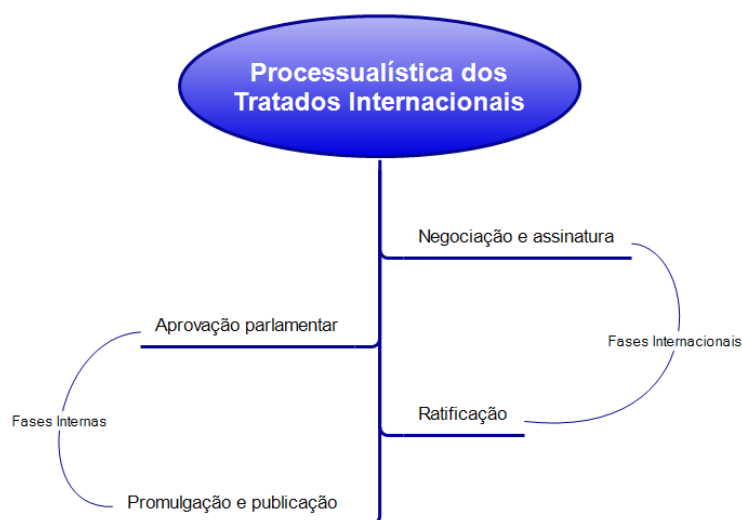 Processualística dos
Tratados Internacionais
Negociação e assinatura
Aprovação parlamentar
Fases Internacionais
Ratificação
Fases Internas
Promulgação e publicação